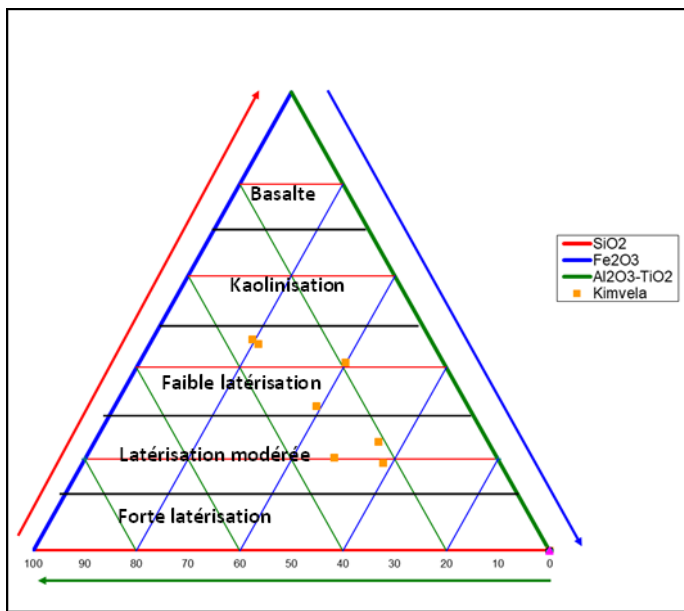 Basalte
Kaolinisation
Faible latérisation
Latérisation modérée
Forte latérisation
100 90 80 70 60 50 40 30 20 10 0
SiO2
Fe2O3
Al2O3-TiO2
Kimvela